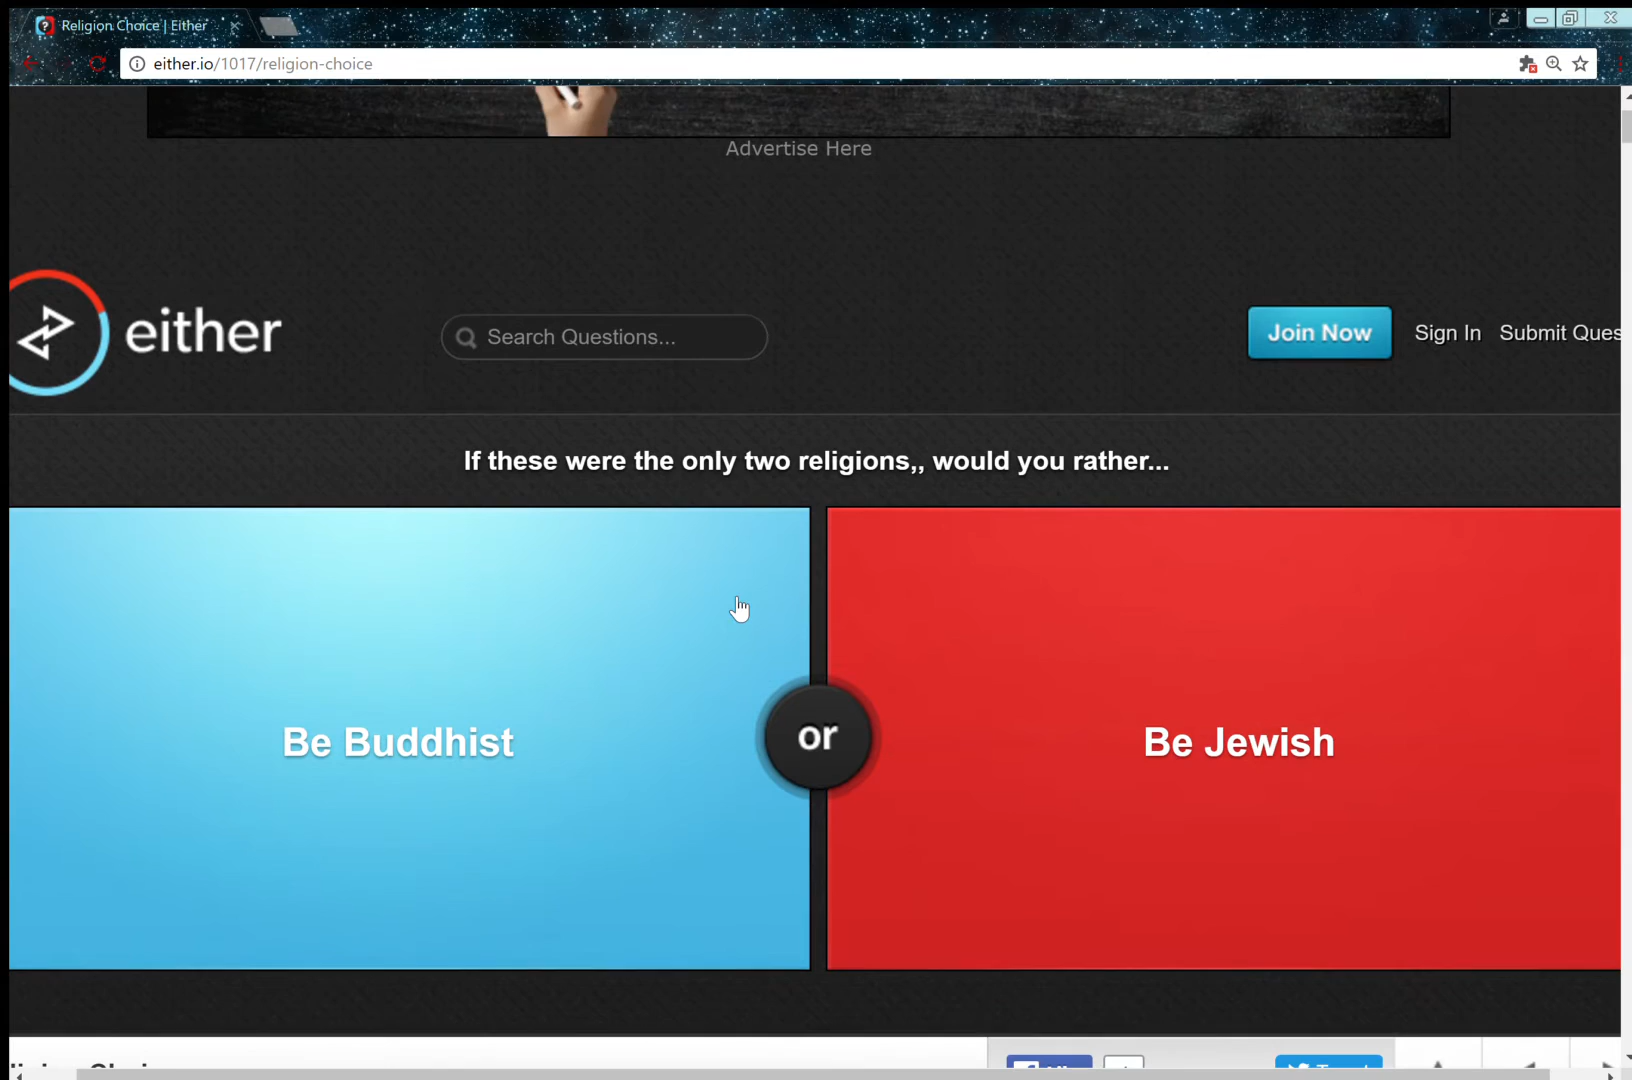 Religion Choice | Either
either.io/1017/religion-choice
Advertise Here
either
Search Questions...
Join Now
Sign In
Submit Ques
If these were the only two religions,, would you rather...
Be Buddhist
or
Be Jewish